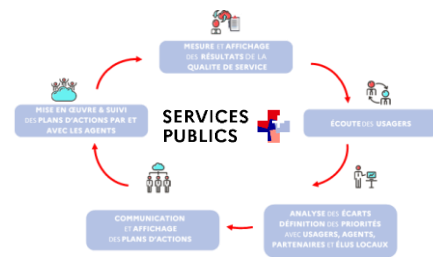 MESURE ET AFFICHAGE
DES RÉSULTATS DE LA
QUALITE DE SERVICE
MISE EN ŒUVRE & SUIVI
DES PLANS D'ACTIONS PAR ET
AVEC LES AGENTS
SERVICES
PUBLICS
ÉCOUTE DES USAGERS
COMMUNICATION
ET AFFICHAGE
DES PLANS D'ACTIONS
ANALYSE DES ÉCARTS
DÉFINITION DES PRIORITÉS
AVEC USAGERS, AGENTS,
PARTENAIRES ET ÉLUS LOCAUX